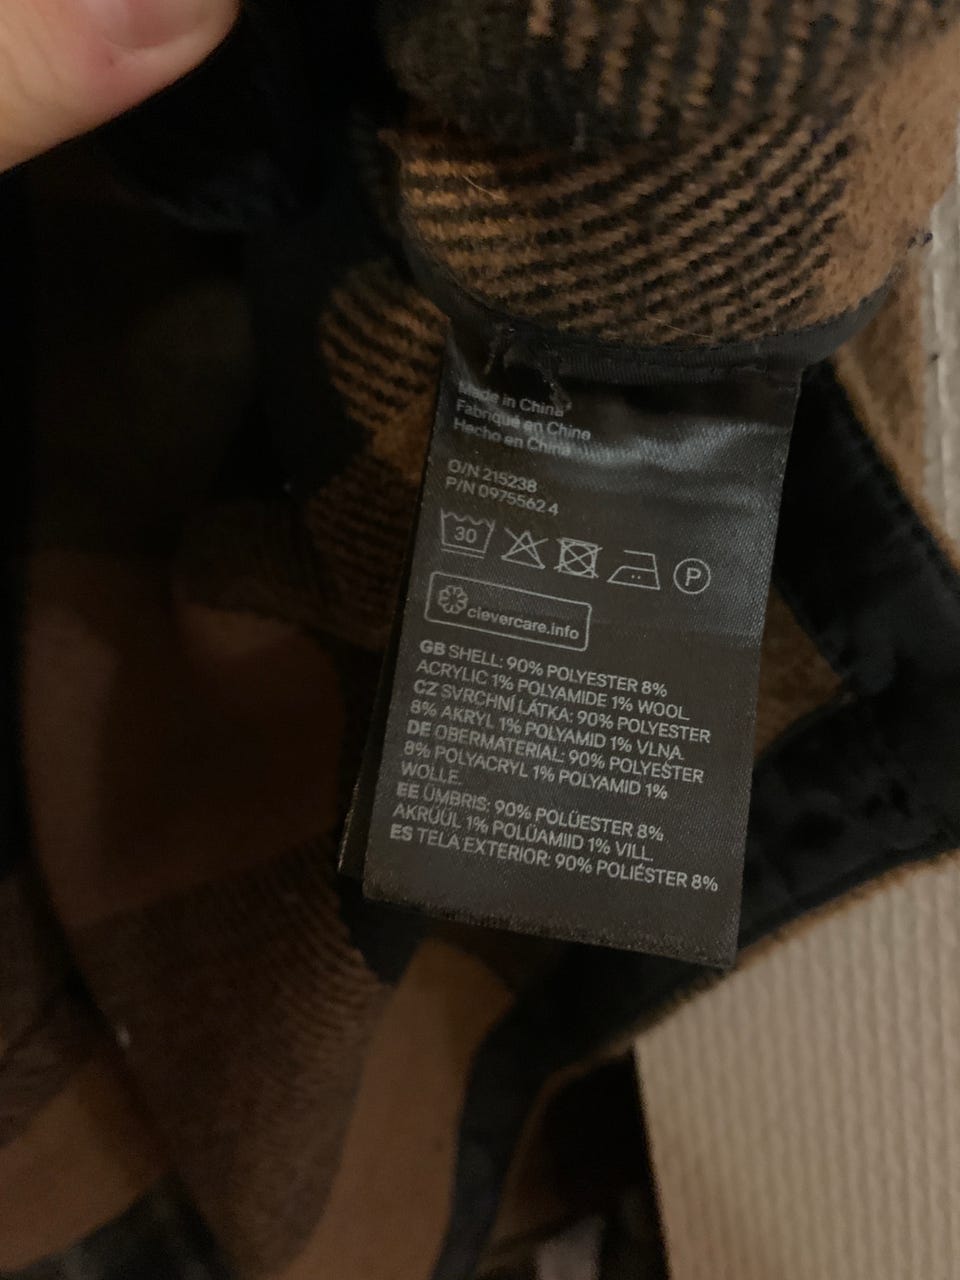 Made in China
Fabriqué en Chine
Hecho en China
O/N 215238
P/N 09755624
30
P
clevercare.info
GB SHELL: 90% POLYESTER 8%
ACRYLIC 1% POLYAMIDE 1% WOOL
CZ SVRCHNÍ LÁTKA: 90% POLYESTER
8% AKRYL 1% POLYAMID 1% VLNA
DE OBERMATERIAL: 90% POLYESTER
8% POLYACRYL 1% POLYAMID 1%
WOLLE
EE ÜMBRIS: 90% POLÜESTER 8%
AKRÜÜL 1% POLÜAMIID 1% VILL
ES TELA EXTERIOR: 90% POLIÉSTER 8%